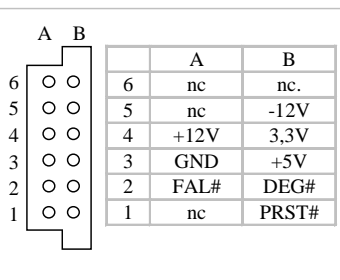 A B
6
5
4
3
2
1
A B
6 nc nc.
5 nc -12V
4 +12V 3,3V
3 GND +5V
2 FAL# DEG#
1 nc PRST#